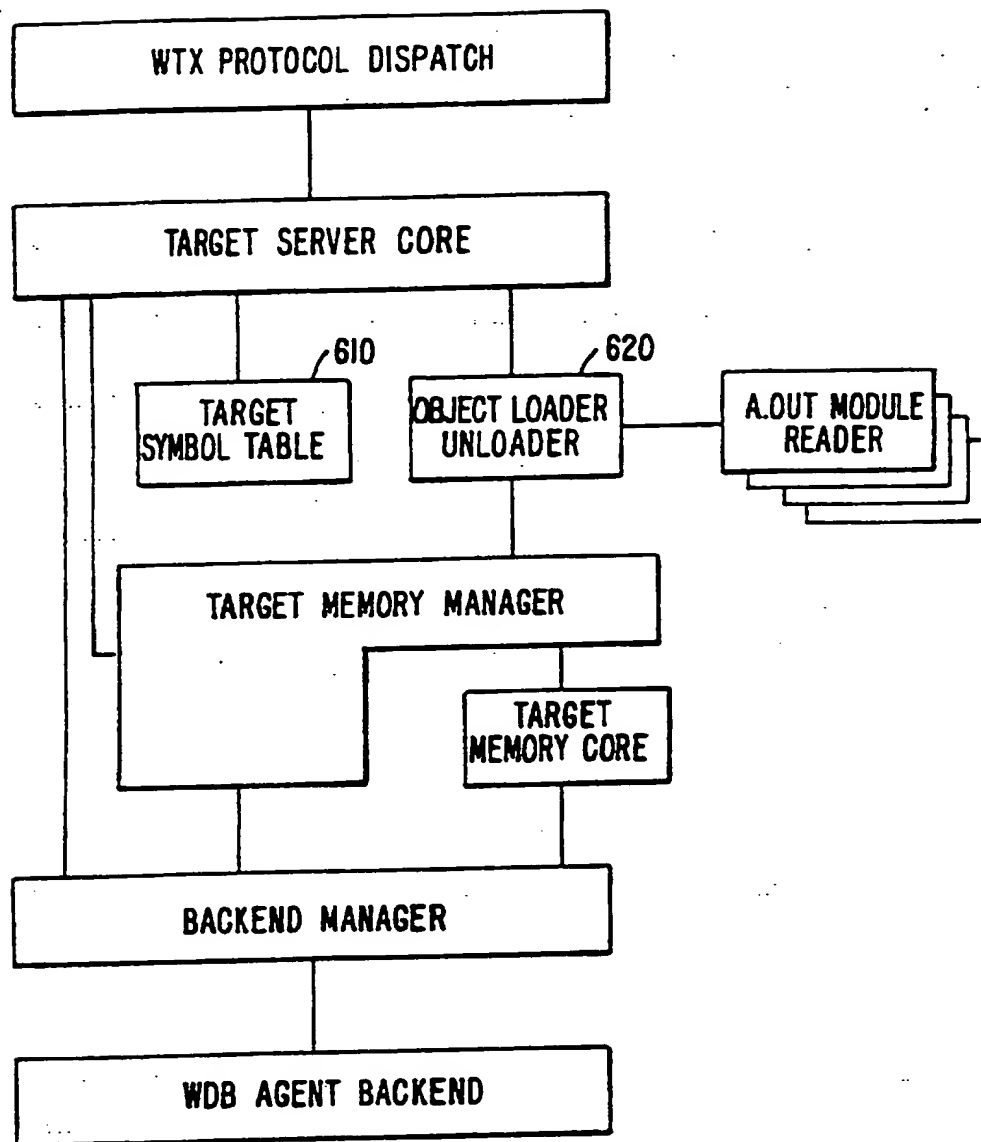 WTX PROTOCOL DISPATCH
TARGET SERVER CORE
610
620
TARGET
SYMBOL TABLE
OBJECT LOADER
UNLOADER
A.OUT MODULE
READER
TARGET MEMORY MANAGER
TARGET
MEMORY CORE
BACKEND MANAGER
WDB AGENT BACKEND